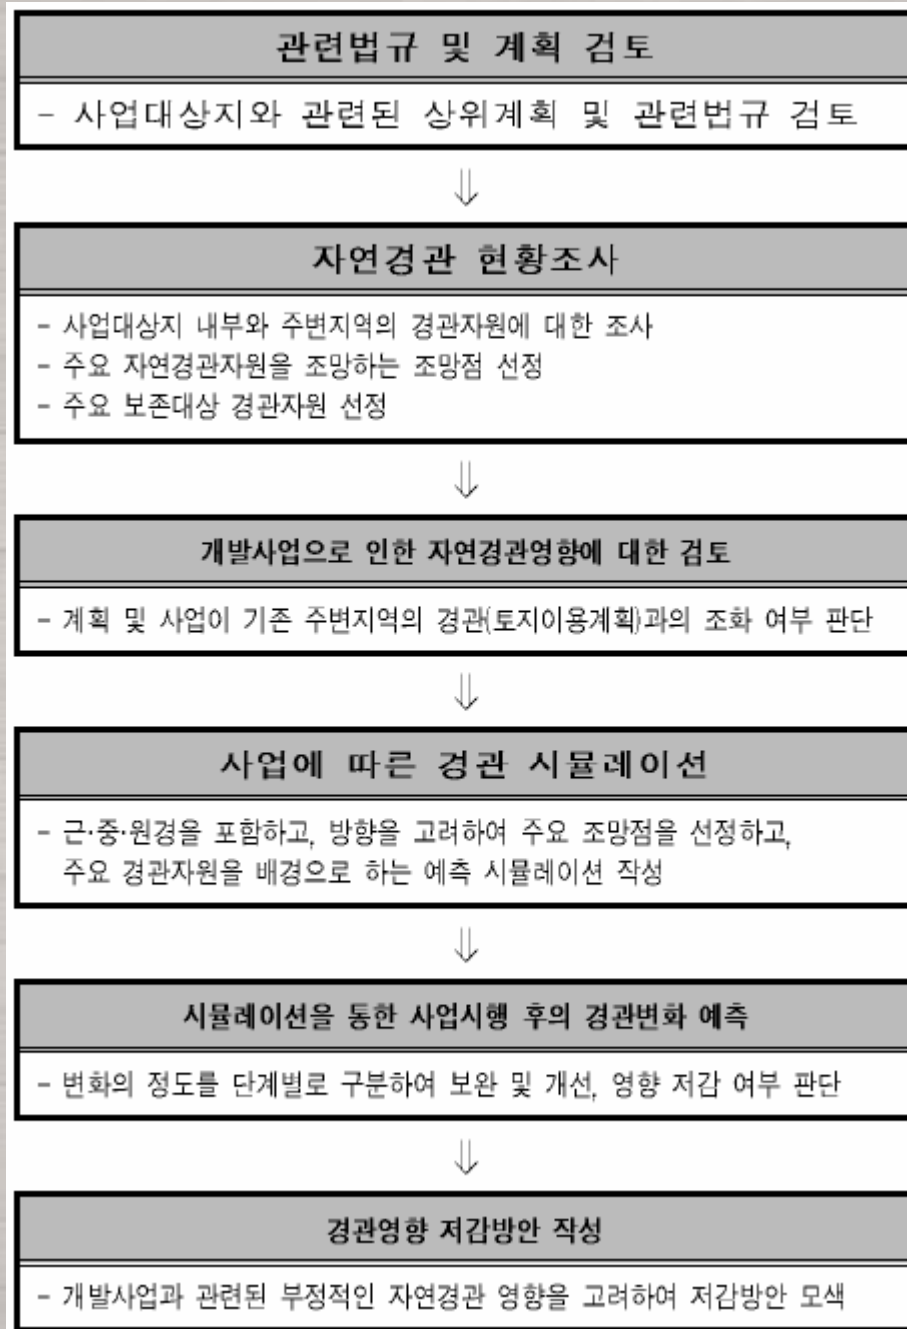 관련법규 및 계획 검토
- 사업대상지와 관련된 상위계획 및 관련법규 검토
⇓
자연경관 현황조사
- 사업대상지 내부와 주변지역의 경관자원에 대한 조사
- 주요 자연경관자원을 조망하는 조망점 선정
- 주요 보존대상 경관자원 선정
⇓
개발사업으로 인한 자연경관영향에 대한 검토
- 계획 및 사업이 기존 주변지역의 경관(토지이용계획)과의 조화 여부 판단
⇓
사업에 따른 경관 시뮬레이션
- 근·중·원경을 포함하고, 방향을 고려하여 주요 조망점을 선정하고,
주요 경관자원을 배경으로 하는 예측 시뮬레이션 작성
⇓
시뮬레이션을 통한 사업시행 후의 경관변화 예측
- 변화의 정도를 단계별로 구분하여 보완 및 개선, 영향 저감 여부 판단
⇓
경관영향 저감방안 작성
- 개발사업과 관련된 부정적인 자연경관 영향을 고려하여 저감방안 모색